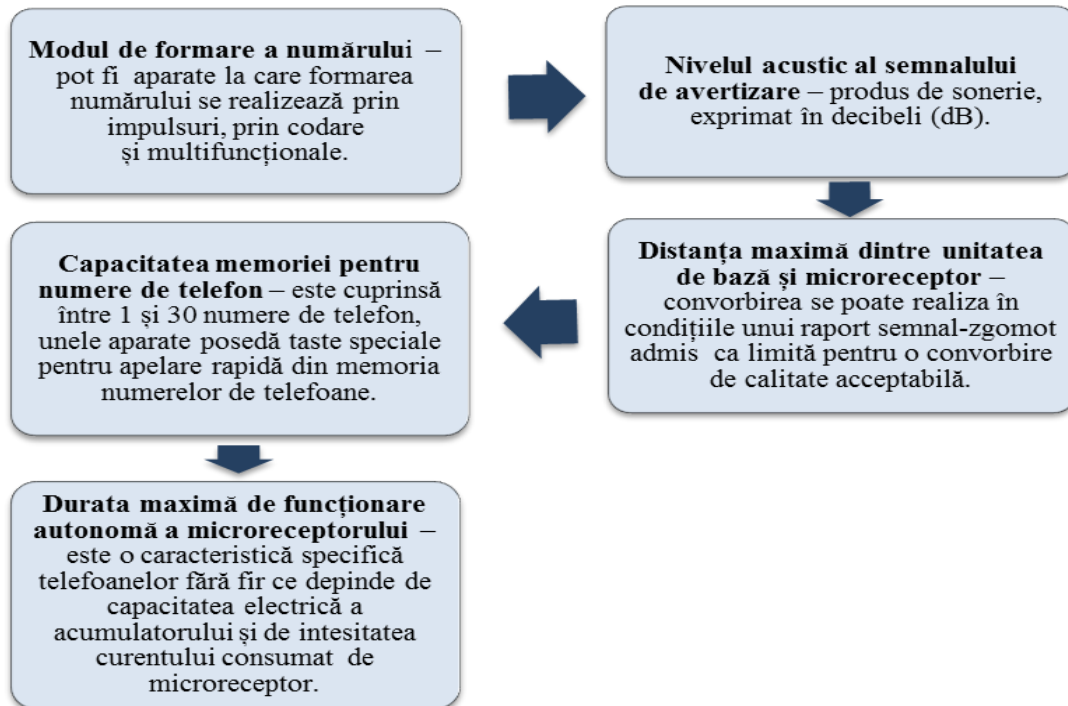 Modul de formare a numărului –
pot fi aparate la care formarea
numărului se realizează prin
impulsuri, prin codare
și multifuncționale.
Nivelul acustic al semnalului
de avertizare – produs de sonerie,
exprimat în decibeli (dB).
Distanța maximă dintre unitatea
de bază și microreceptor –
convorbirea se poate realiza în
condițiile unui raport semnal-zgomot
admis ca limită pentru o convorbire
de calitate acceptabilă.
Capacitatea memoriei pentru
numere de telefon – este cuprinsă
între 1 și 30 numere de telefon,
unele aparate posedă taste speciale
pentru apelare rapidă din memoria
numerelor de telefoane.
Durata maximă de funcționare
autonomă a microreceptorului –
este o caracteristică specifică
telefoanelor fără fir ce depinde de
capacitatea electrică a
acumulatorului și de intesitatea
curentului consumat de
microreceptor.